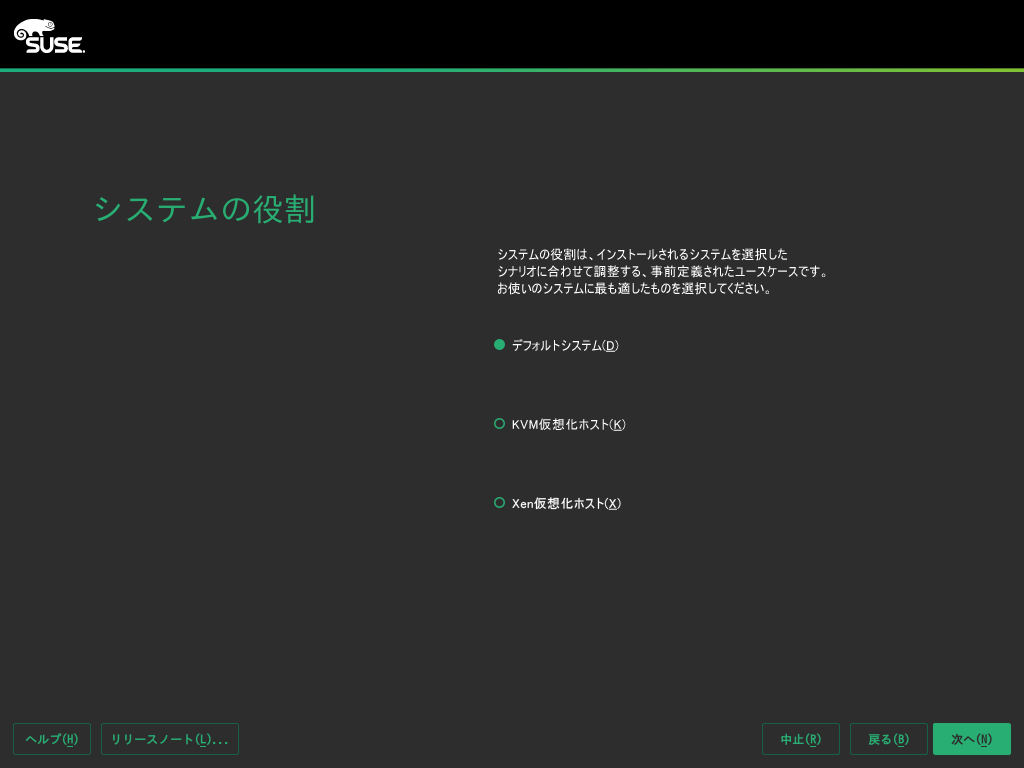 SUSE
システムの役割
システムの役割は、インストールされるシステムを選択した
シナリオに合わせて調整する、事前定義されたユースケースです。
お使いのシステムに最も適したものを選択してください。
デフォルトシステム(D)
KVM仮想化ホスト(K)
Xen仮想化ホスト(X)
ヘルプ(H) リリースノート(L)... 中止(R) 戻る(B) 次へ(N)